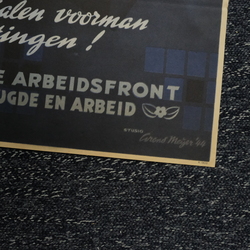 alen voorman
ingen!
E ARBEIDSFRONT
UGDE EN ARBEID
STUDIO